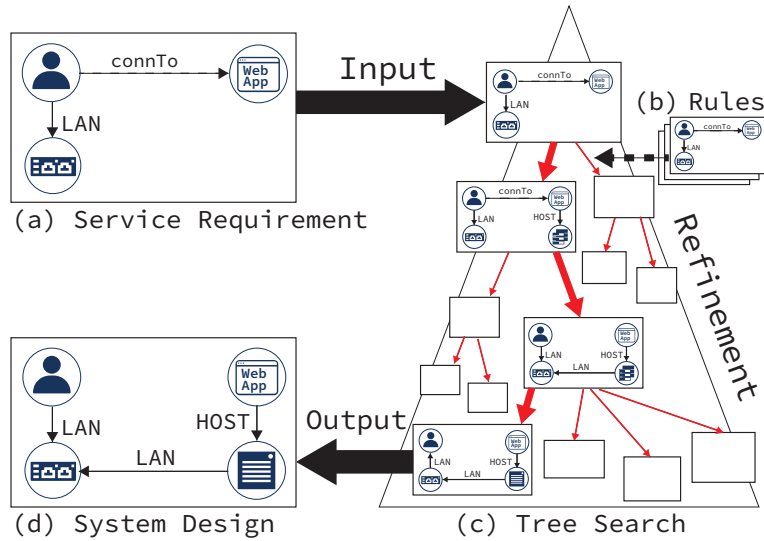 connTo
Web
App
LAN
(a) Service Requirement
Input
connTo
Web
App
LAN
(b) Rules
connTo
Web
App
LAN
connTo
Web
App
LAN
HOST
Refinement
Web
App
LAN
HOST
LAN
Web
App
LAN
HOST
LAN
(d) System Design
Output
Web
App
LAN
HOST
LAN
(c) Tree Search